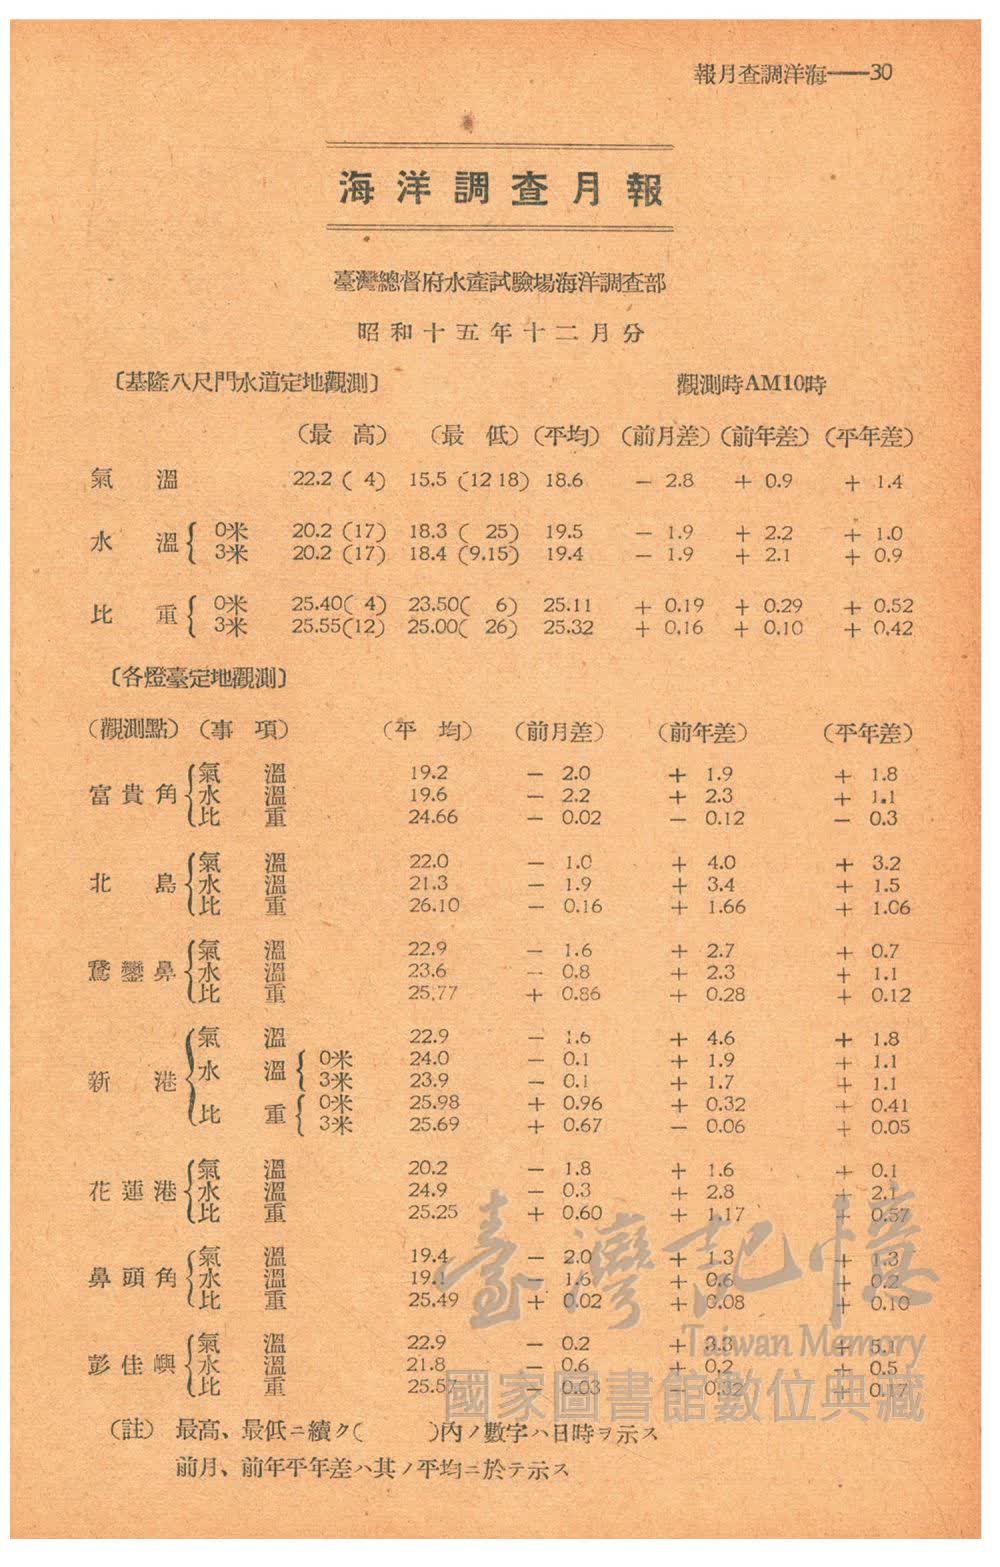 報月査調洋海——30
海洋調査月報
臺灣總督府水産試驗場海洋調査部
昭和十五年十二月分
〔基隆八尺門水道定地觀測〕 觀測時AM10時
(最 高) (最 低) (平均) (前月差) (前年差) (平年差)
氣 溫 22.2 ( 4) 15.5 (12 18) 18.6 − 2.8 + 0.9 + 1.4
水 溫 { 0米 20.2 (17) 18.3 ( 25) 19.5 − 1.9 + 2.2 + 1.0
3米 20.2 (17) 18.4 (9.15) 19.4 − 1.9 + 2.1 + 0.9
比 重 { 0米 25.40( 4) 23.50( 6) 25.11 + 0.19 + 0.29 + 0.52
3米 25.55(12) 25.00( 26) 25.32 + 0.16 + 0.10 + 0.42
〔各燈臺定地觀測〕
(觀測點) (事 項) (平 均) (前月差) (前年差) (平年差)
氣 溫 19.2 − 2.0 + 1.9 + 1.8
富貴角 { 水 溫 19.6 − 2.2 + 2.3 + 1.1
比 重 24.66 − 0.02 − 0.12 − 0.3
氣 溫 22.0 − 1.0 + 4.0 + 3.2
北 島 { 水 溫 21.3 − 1.9 + 3.4 + 1.5
比 重 26.10 − 0.16 + 1.66 + 1.06
氣 溫 22.9 − 1.6 + 2.7 + 0.7
鵞鑾鼻 { 水 溫 23.6 − 0.8 + 2.3 + 1.1
比 重 25.77 + 0.86 + 0.28 + 0.12
氣 溫 22.9 − 1.6 + 4.6 + 1.8
新 港 { 水 溫 { 0米 24.0 − 0.1 + 1.9 + 1.1
3米 23.9 − 0.1 + 1.7 + 1.1
比 重 { 0米 25.98 + 0.96 + 0.32 + 0.41
3米 25.69 + 0.67 − 0.06 + 0.05
氣 溫 20.2 − 1.8 + 1.6 + 0.1
花蓮港 { 水 溫 24.9 − 0.3 + 2.8 + 2.1
比 重 25.25 + 0.60 + 1.17 + 0.57
氣 溫 19.4 − 2.0 + 1.3 + 1.3
鼻頭角 { 水 溫 19.1 − 1.6 + 0.6 + 0.2
比 重 25.49 + 0.02 + 0.08 + 0.10
氣 溫 22.9 − 0.2 + 3.3 + 5.1
彭佳嶼 { 水 溫 21.8 − 0.6 + 0.2 + 0.5
比 重 25.57 − 0.03 − 0.32 + 0.17
(註) 最高、最低ニ續ク( )內ノ數字ハ日時ヲ示ス
前月、前年平年差ハ其ノ平均ニ於テ示ス
臺灣記憶
Taiwan Memory
國家圖書館數位典藏